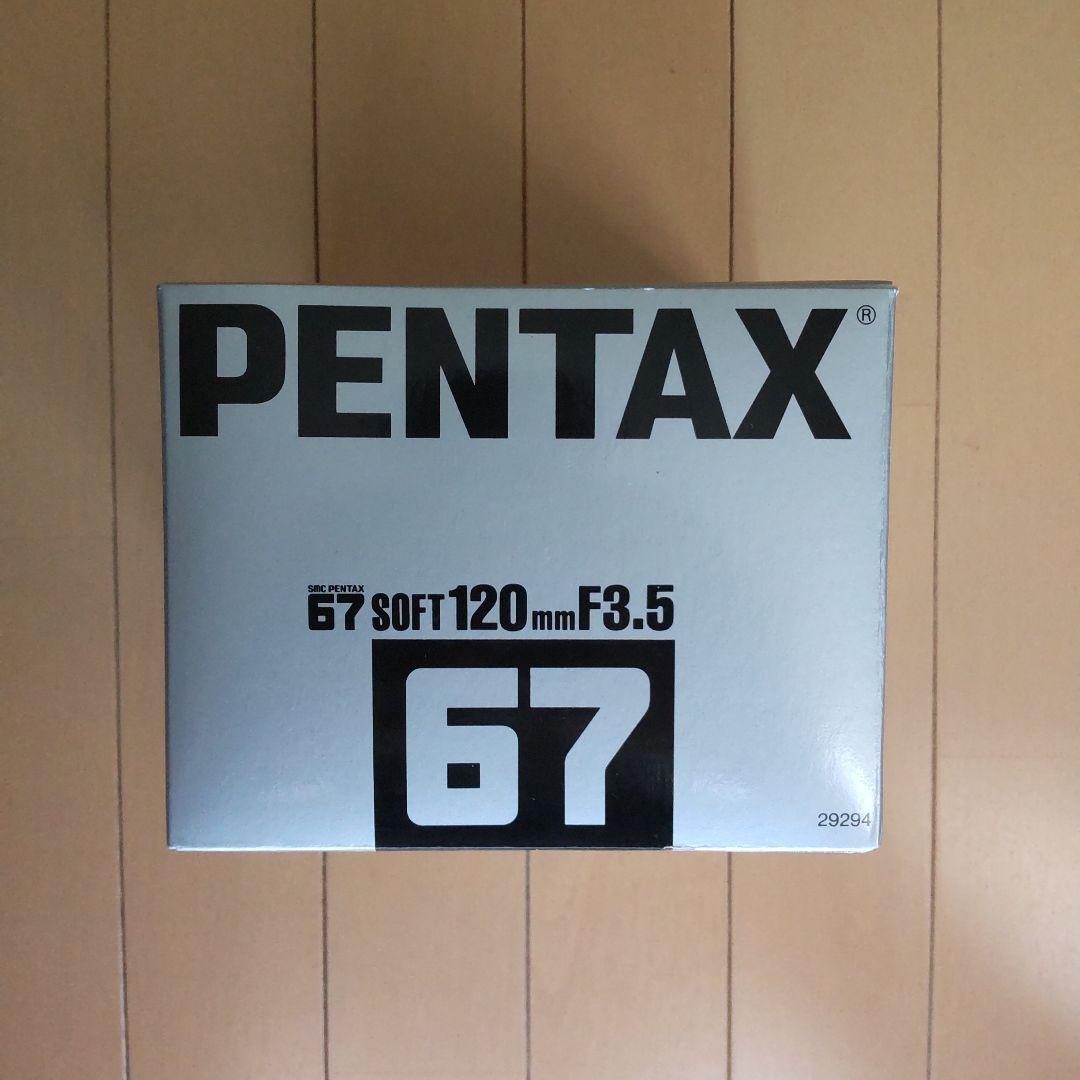 PENTAX®
SMC PENTAX
67 SOFT 120mm F3.5
67
29294